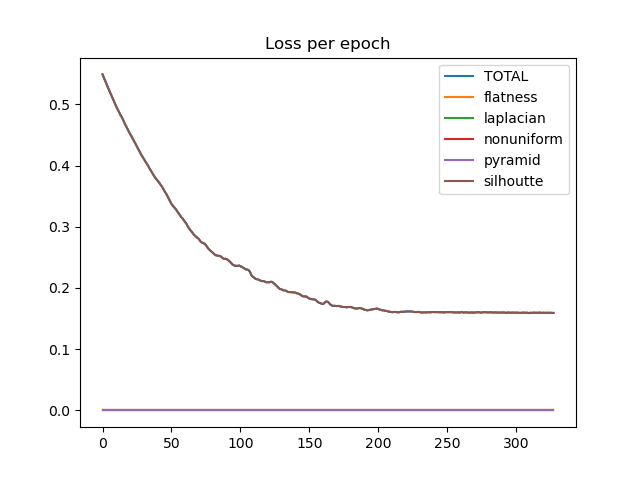 Loss per epoch
TOTAL
flatness
laplacian
nonuniform
pyramid
silhoutte
0.5
0.4
0.3
0.2
0.1
0.0
0 50 100 150 200 250 300